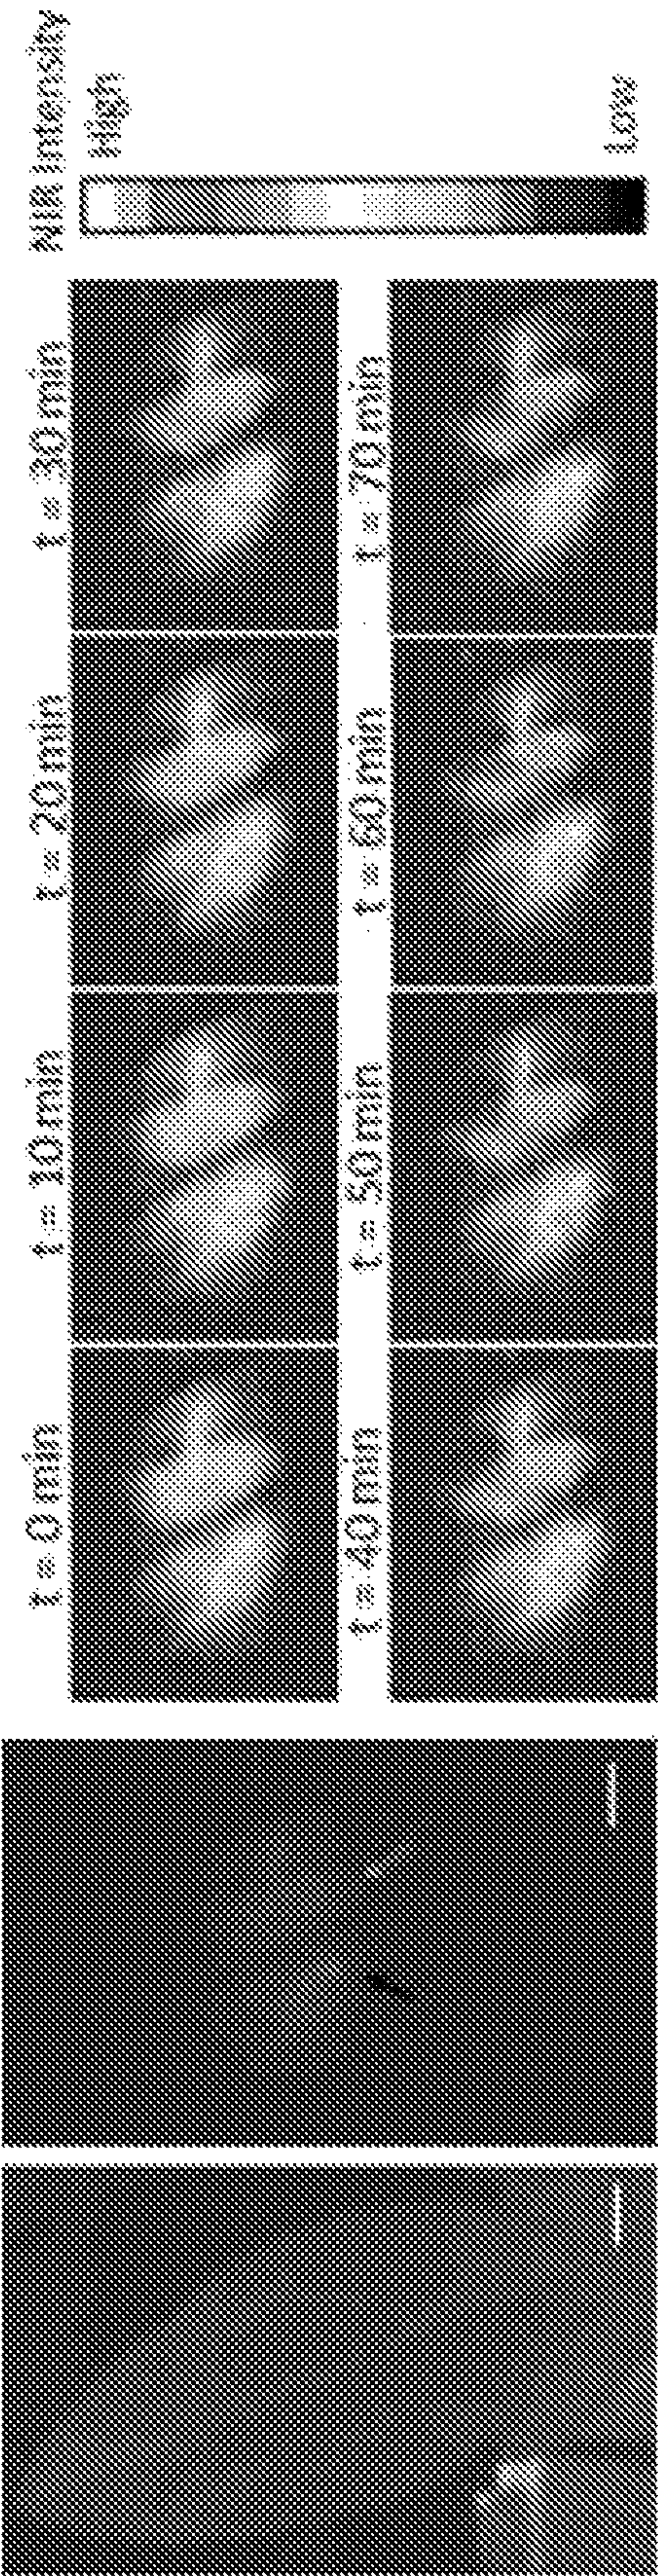 t = 0 min
t = 10 min
t = 20 min
t = 30 min
NIR Intensity
High
Low
t = 40 min
t = 50 min
t = 60 min
t = 70 min